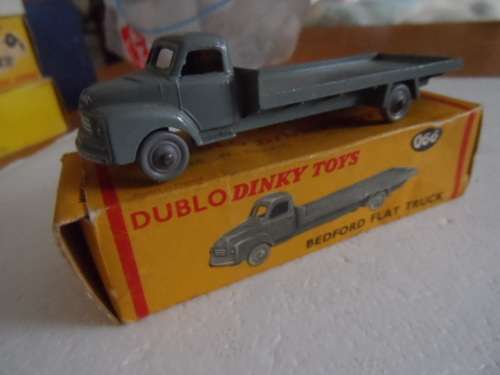 DUBLO DINKY TOYS
066
BEDFORD FLAT TRUCK